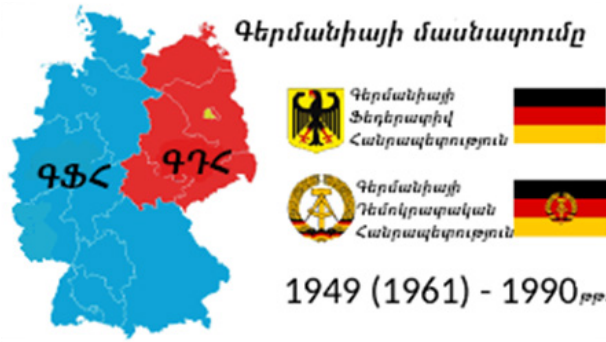 Գերմանիայի մասնատումը
Գերմանիայի
Ֆեդերատիվ
Հանրապետություն
ԳՖՀ
ԳԴՀ
Գերմանիայի
Դեմոկրատական
Հանրապետություն
1949 (1961) - 1990թթ.